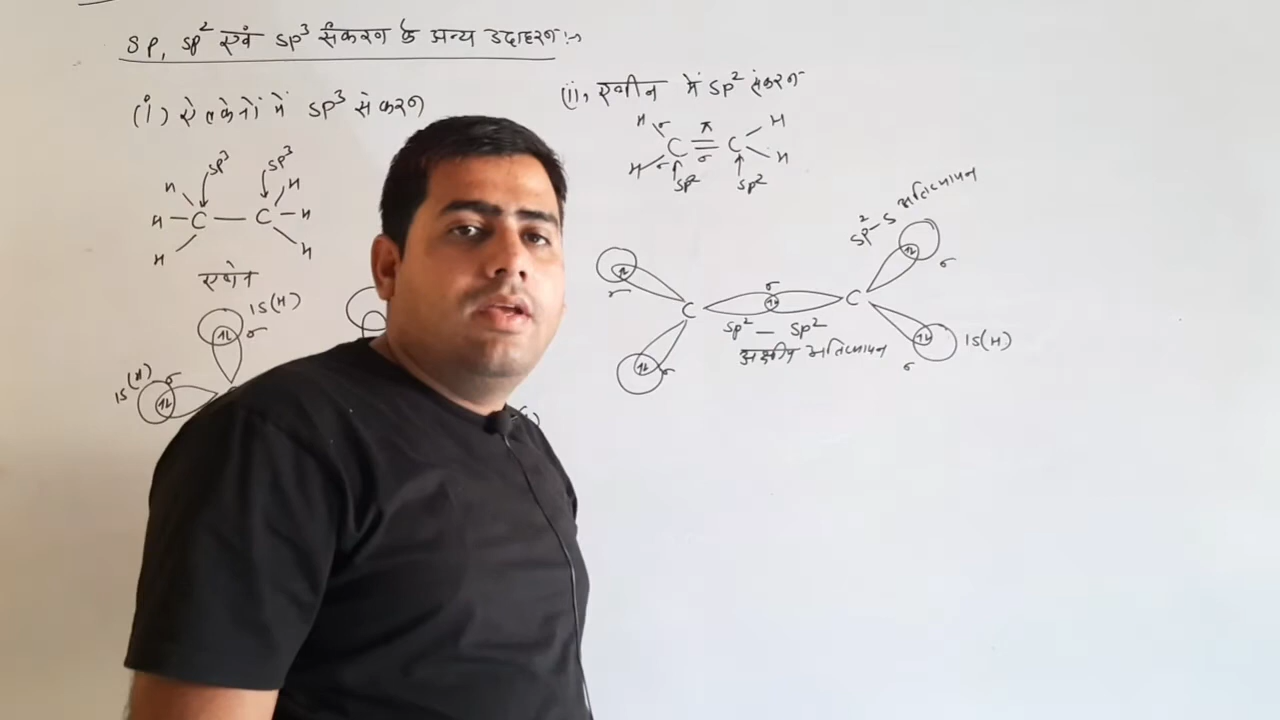 sp, sp² एवं sp³ संकरण के अन्य उदाहरण :-
(i) ऐलकेनों में sp³ संकरण
sp³ sp³
H H
H - C - C - H
H H
एथेन
1s(H)
σ
1s(H) σ
(ii) एथीन में sp² संकरण
H σ π H
C = C
H σ σ H
sp² sp²
sp² - s अतिव्यापन
σ
σ σ
C C
sp² — sp²
अक्षीय अतिव्यापन
1s(H)
σ σ